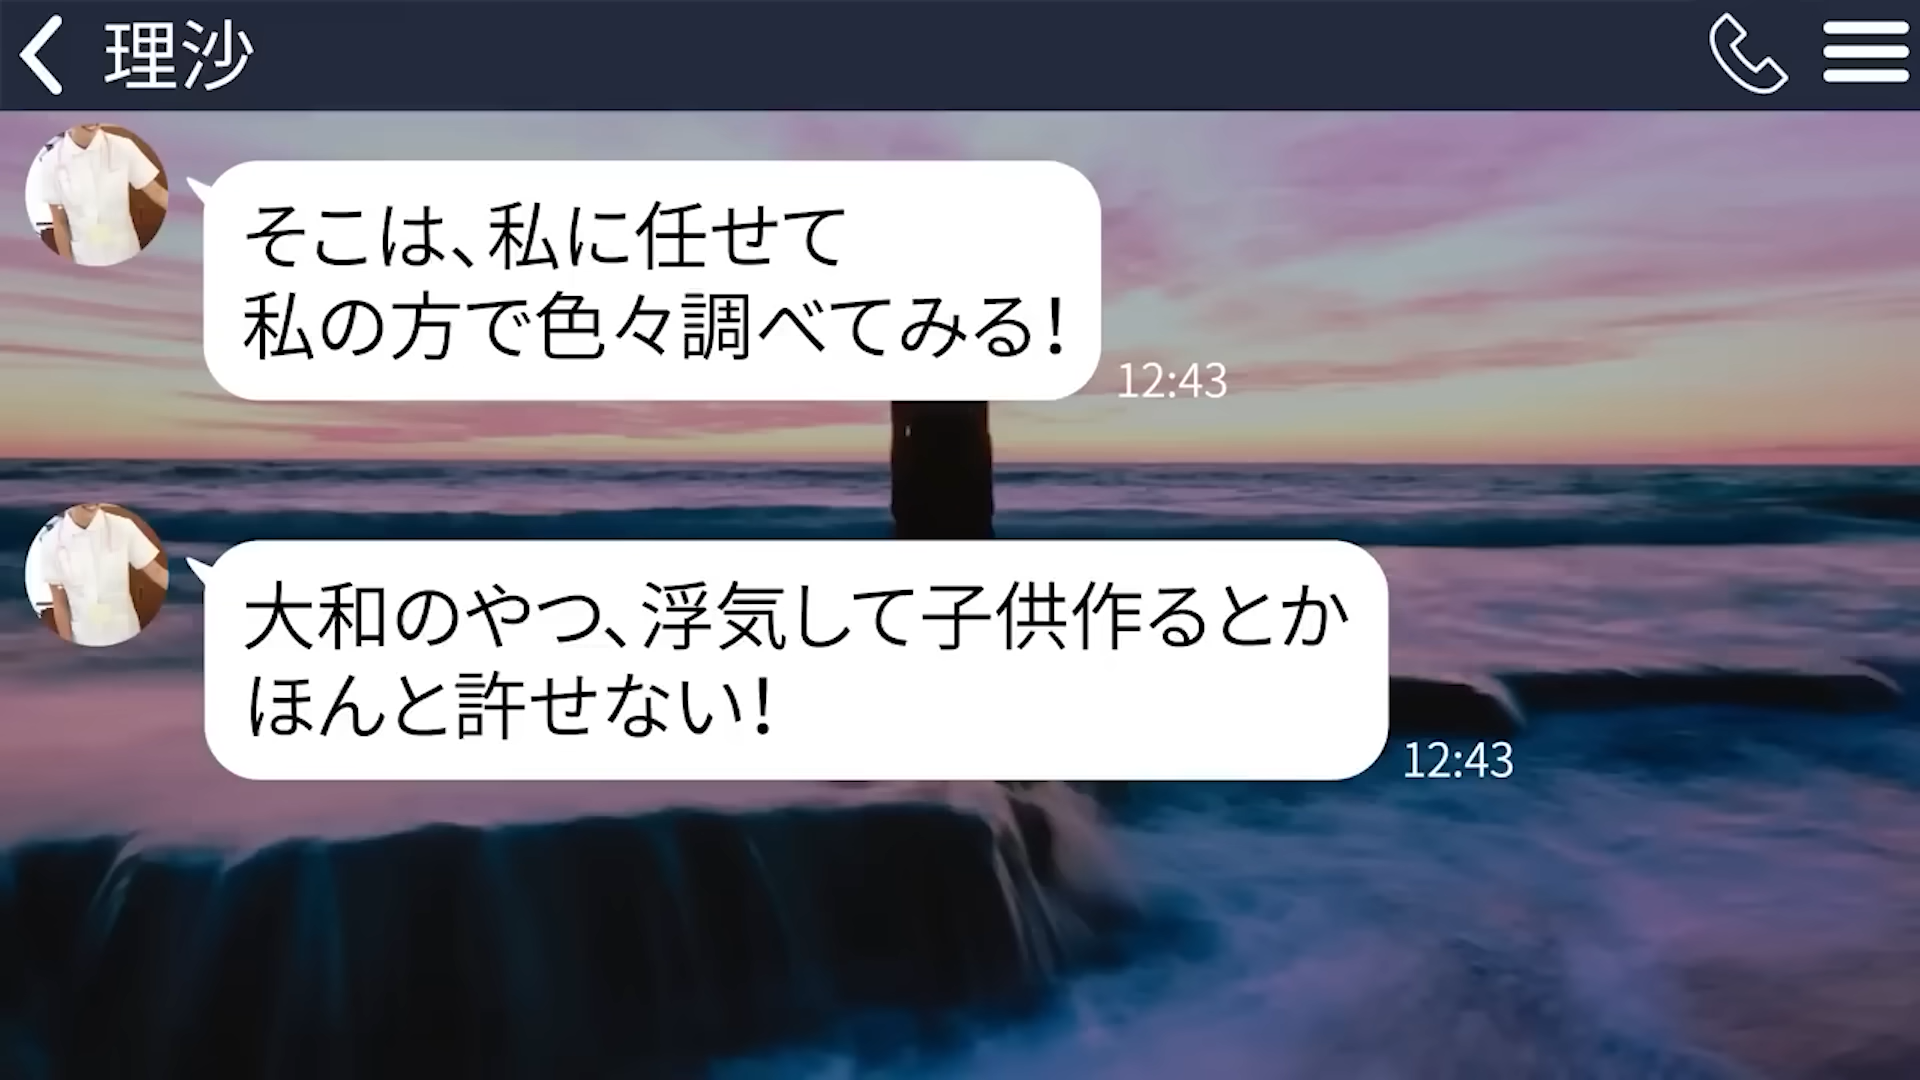 理沙
そこは、私に任せて
私の方で色々調べてみる！
12:43
大和のやつ、浮気して子供作るとか
ほんと許せない！
12:43